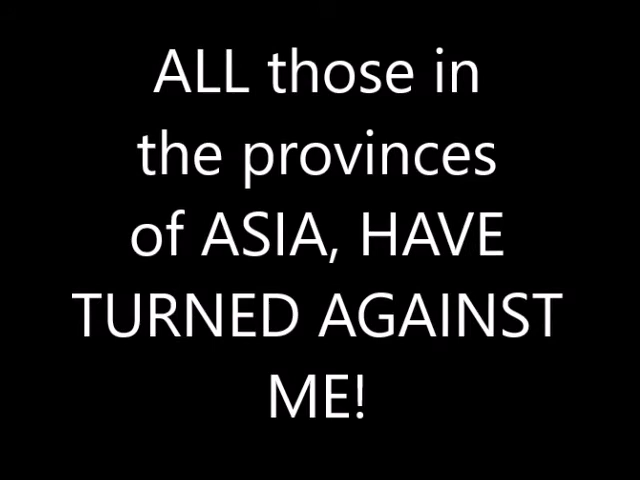 ALL those in
the provinces
of ASIA, HAVE
TURNED AGAINST
ME!